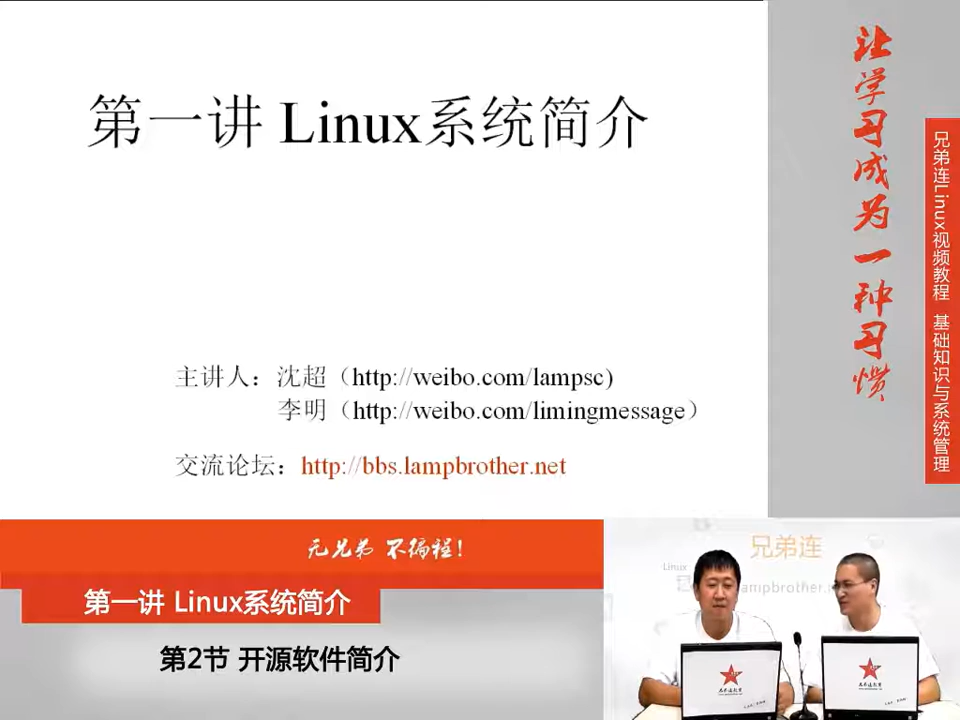 第一讲 Linux系统简介
主讲人：沈超（http://weibo.com/lampsc)
李明（http://weibo.com/limingmessage）
交流论坛：http://bbs.lampbrother.net
让学习成为一种习惯
兄弟连Linux视频教程 基础知识与系统管理
无兄弟 不编程！
第一讲 Linux系统简介
第2节 开源软件简介
兄弟连
Linux
lampbrother.n